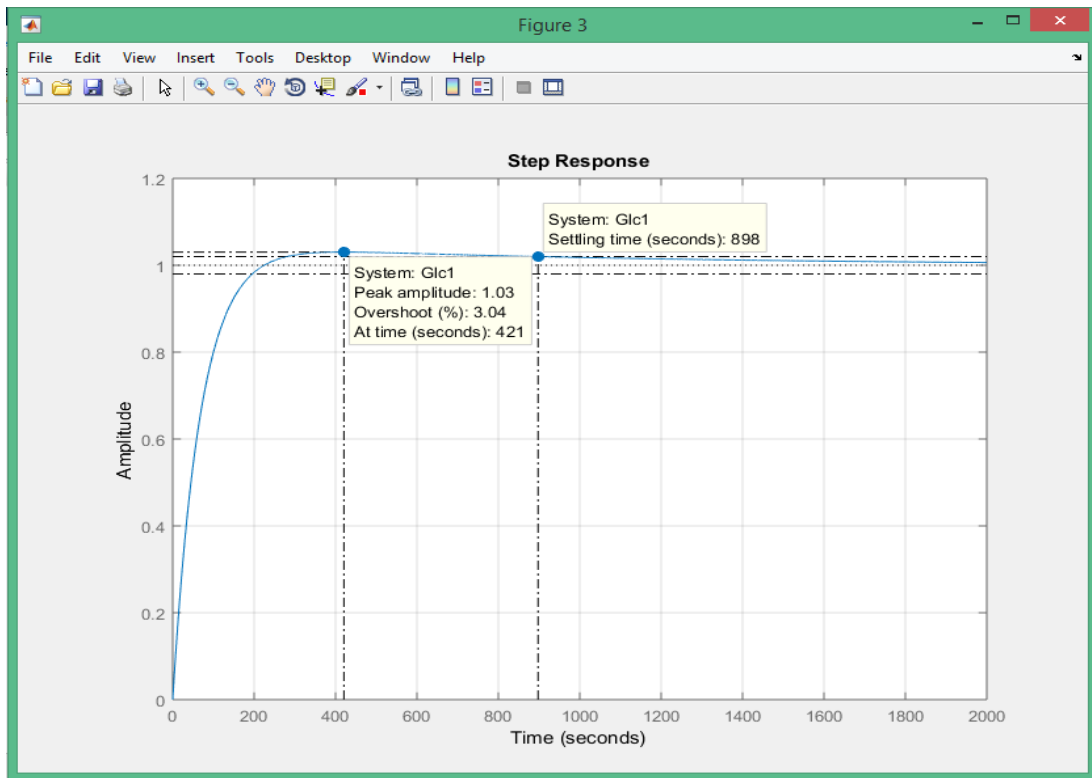 Figure 3
File Edit View Insert Tools Desktop Window Help
Step Response
Amplitude
1.2
1
0.8
0.6
0.4
0.2
0
System: Glc1
Settling time (seconds): 898
System: Glc1
Peak amplitude: 1.03
Overshoot (%): 3.04
At time (seconds): 421
0 200 400 600 800 1000 1200 1400 1600 1800 2000
Time (seconds)